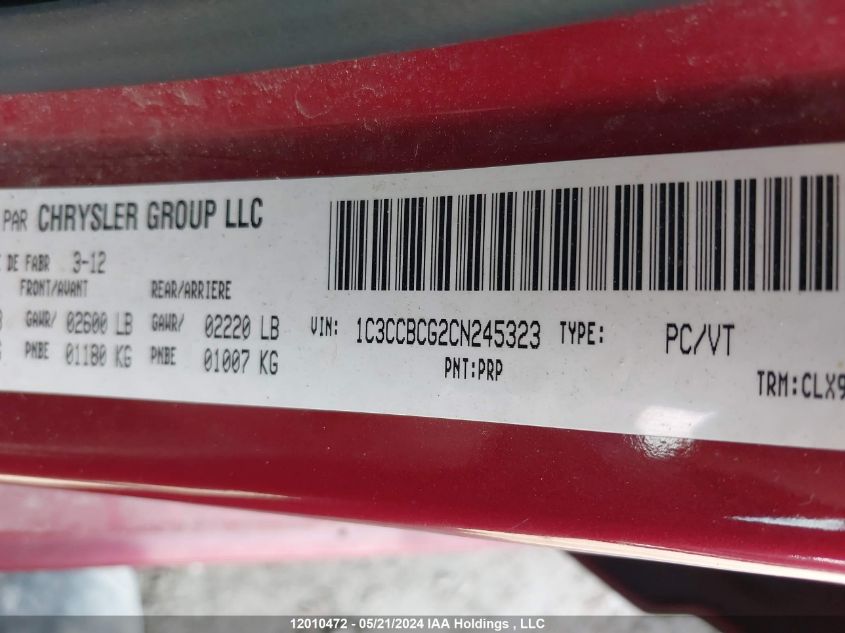 PAR CHRYSLER GROUP LLC
DE FABR 3-12
FRONT/AVANT REAR/ARRIERE
GAWR/ 02600 LB GAWR/ 02220 LB
PNBE 01180 KG PNBE 01007 KG
VIN: 1C3CCBCG2CN245323 TYPE: PC/VT
PNT:PRP
TRM:CLX9
12010472 - 05/21/2024 IAA Holdings , LLC